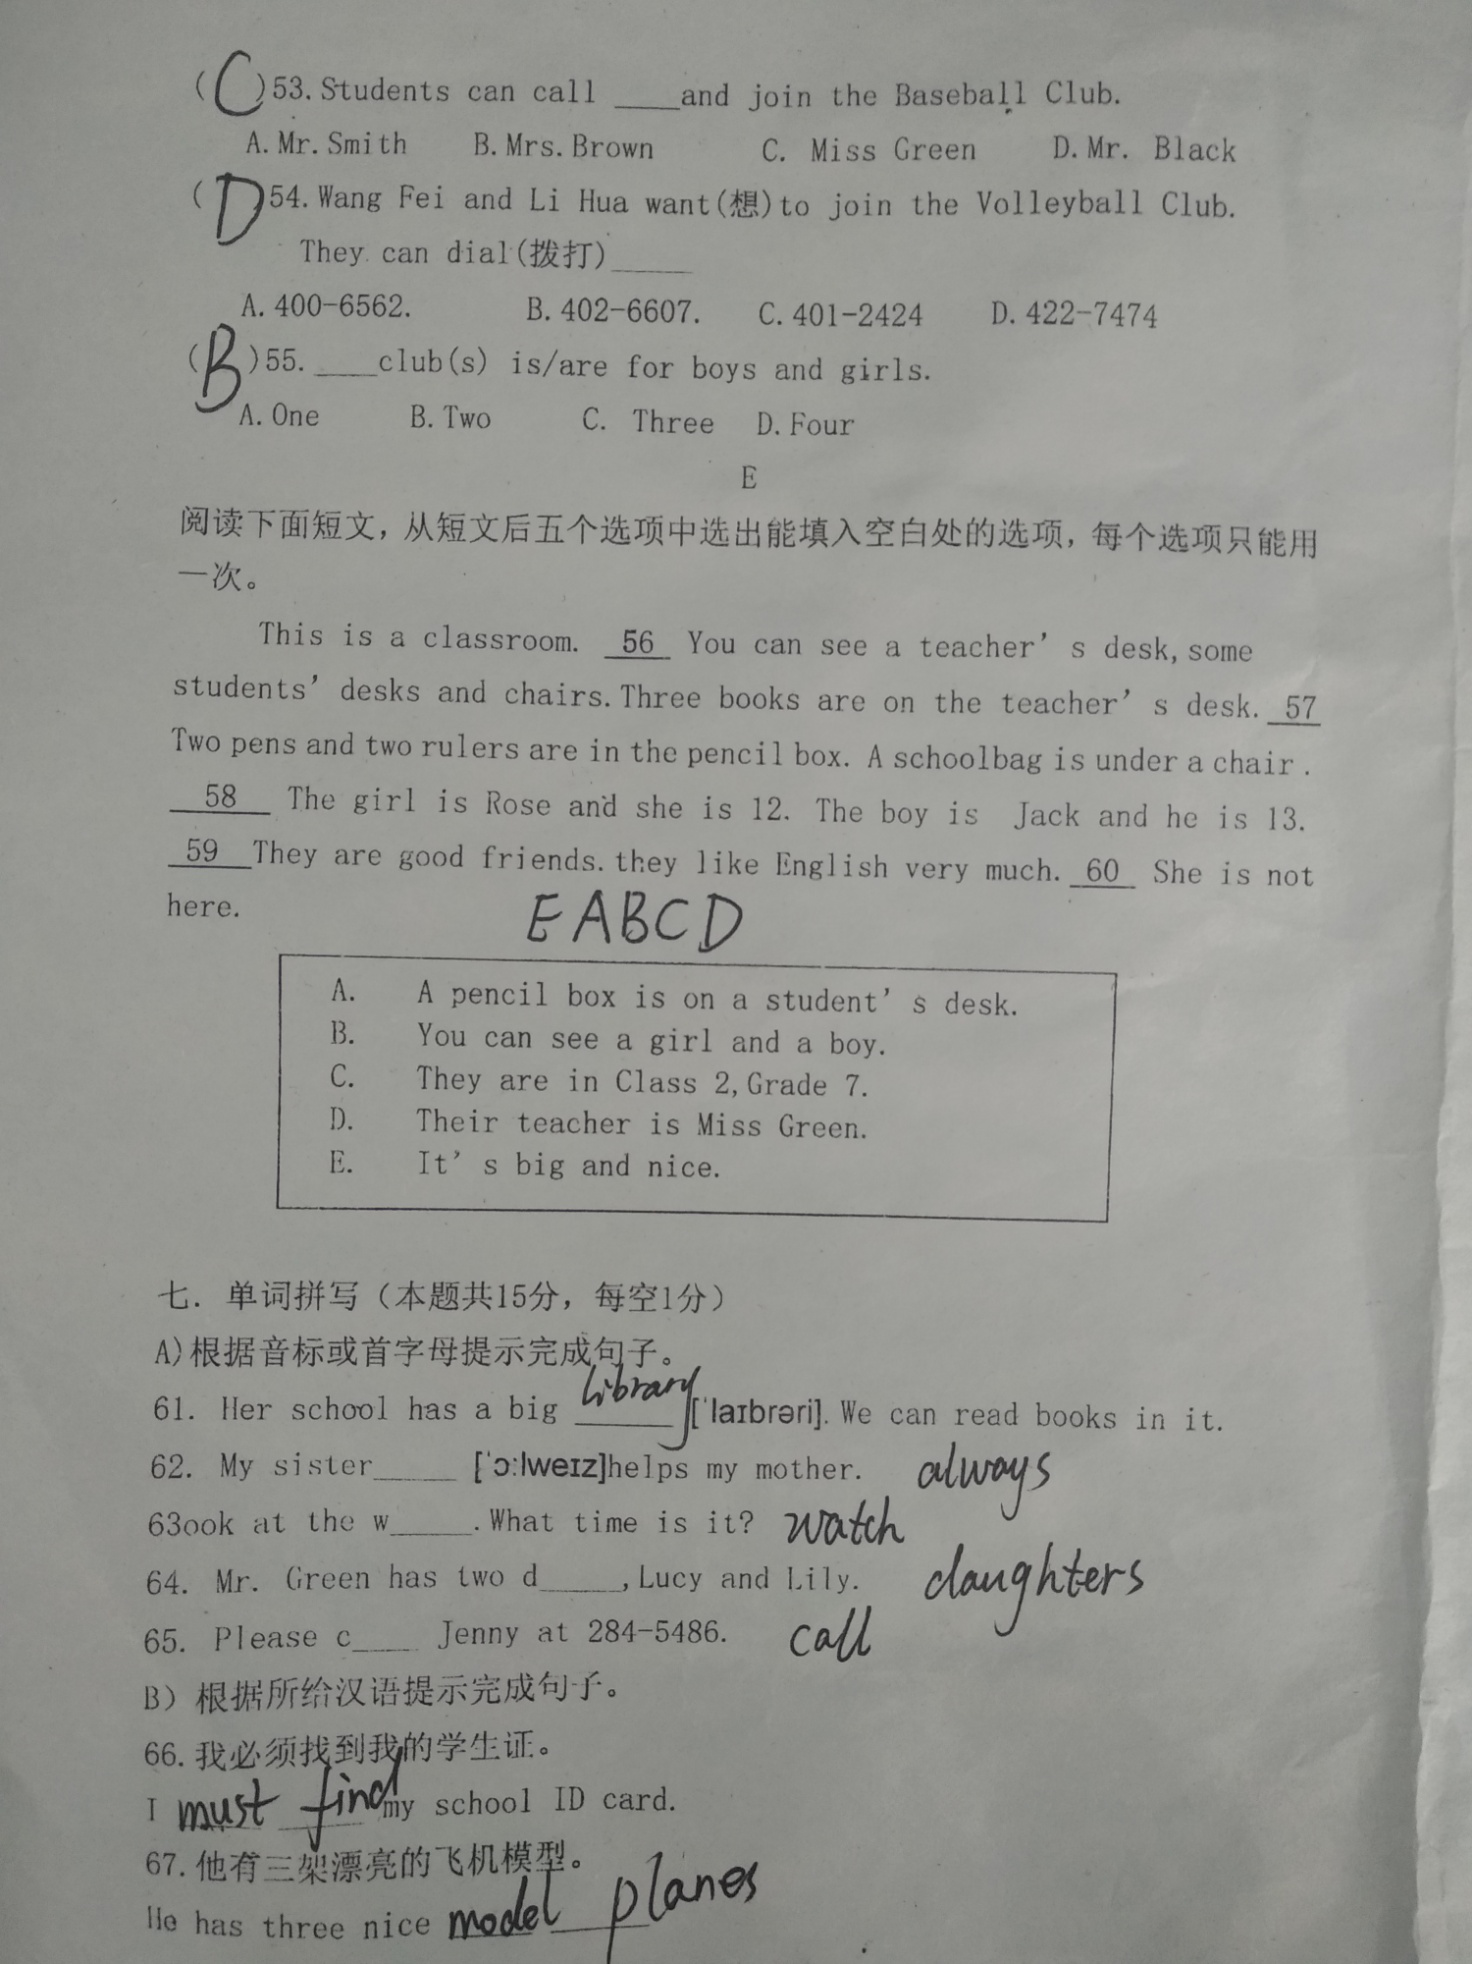 (C)53.Students can call ____and join the Baseball Club.
A.Mr.Smith B.Mrs.Brown C. Miss Green D.Mr. Black
(D 54.Wang Fei and Li Hua want(想)to join the Volleyball Club.
They can dial(拨打)_____
A.400-6562. B.402-6607. C.401-2424 D.422-7474
(B)55.____club(s) is/are for boys and girls.
A.One B.Two C. Three D.Four
E
阅读下面短文，从短文后五个选项中选出能填入空白处的选项，每个选项只能用
一次。
This is a classroom. 56 You can see a teacher’s desk,some
students’ desks and chairs.Three books are on the teacher’s desk. 57
Two pens and two rulers are in the pencil box. A schoolbag is under a chair.
58 The girl is Rose and she is 12. The boy is Jack and he is 13.
59 They are good friends.they like English very much. 60 She is not
here.
EABCD
A. A pencil box is on a student’s desk.
B. You can see a girl and a boy.
C. They are in Class 2,Grade 7.
D. Their teacher is Miss Green.
E. It’s big and nice.
七．单词拼写（本题共15分，每空1分）
A)根据音标或首字母提示完成句子。
61. Her school has a big library [ˈlaɪbrəri]. We can read books in it.
62. My sister_____ [ˈɔːlweɪz]helps my mother. always
63ook at the w_____.What time is it? watch
64. Mr. Green has two d_____,Lucy and Lily. daughters
65. Please c____ Jenny at 284-5486. call
B）根据所给汉语提示完成句子。
66.我必须找到我的学生证。
I must find my school ID card.
67.他有三架漂亮的飞机模型。
He has three nice model planes